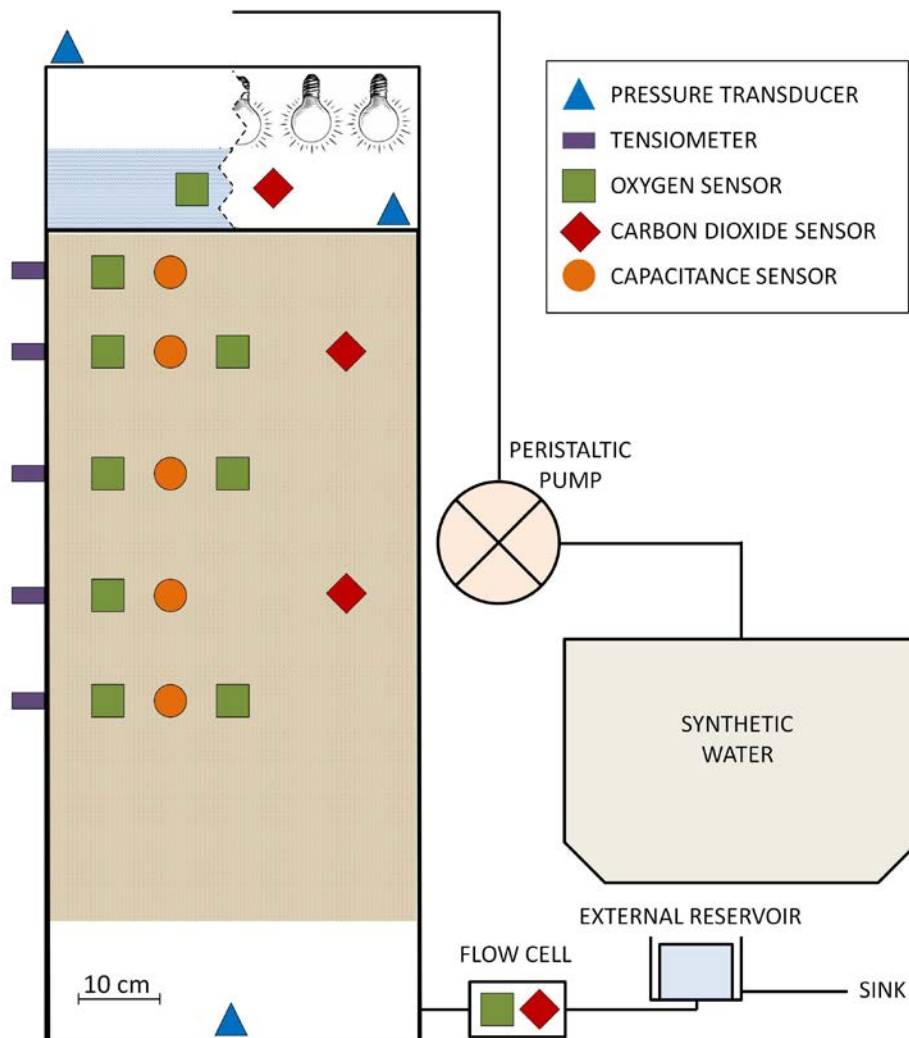 PRESSURE TRANSDUCER
TENSIOMETER
OXYGEN SENSOR
CARBON DIOXIDE SENSOR
CAPACITANCE SENSOR
PERISTALTIC
PUMP
SYNTHETIC
WATER
EXTERNAL RESERVOIR
FLOW CELL
SINK
10 cm